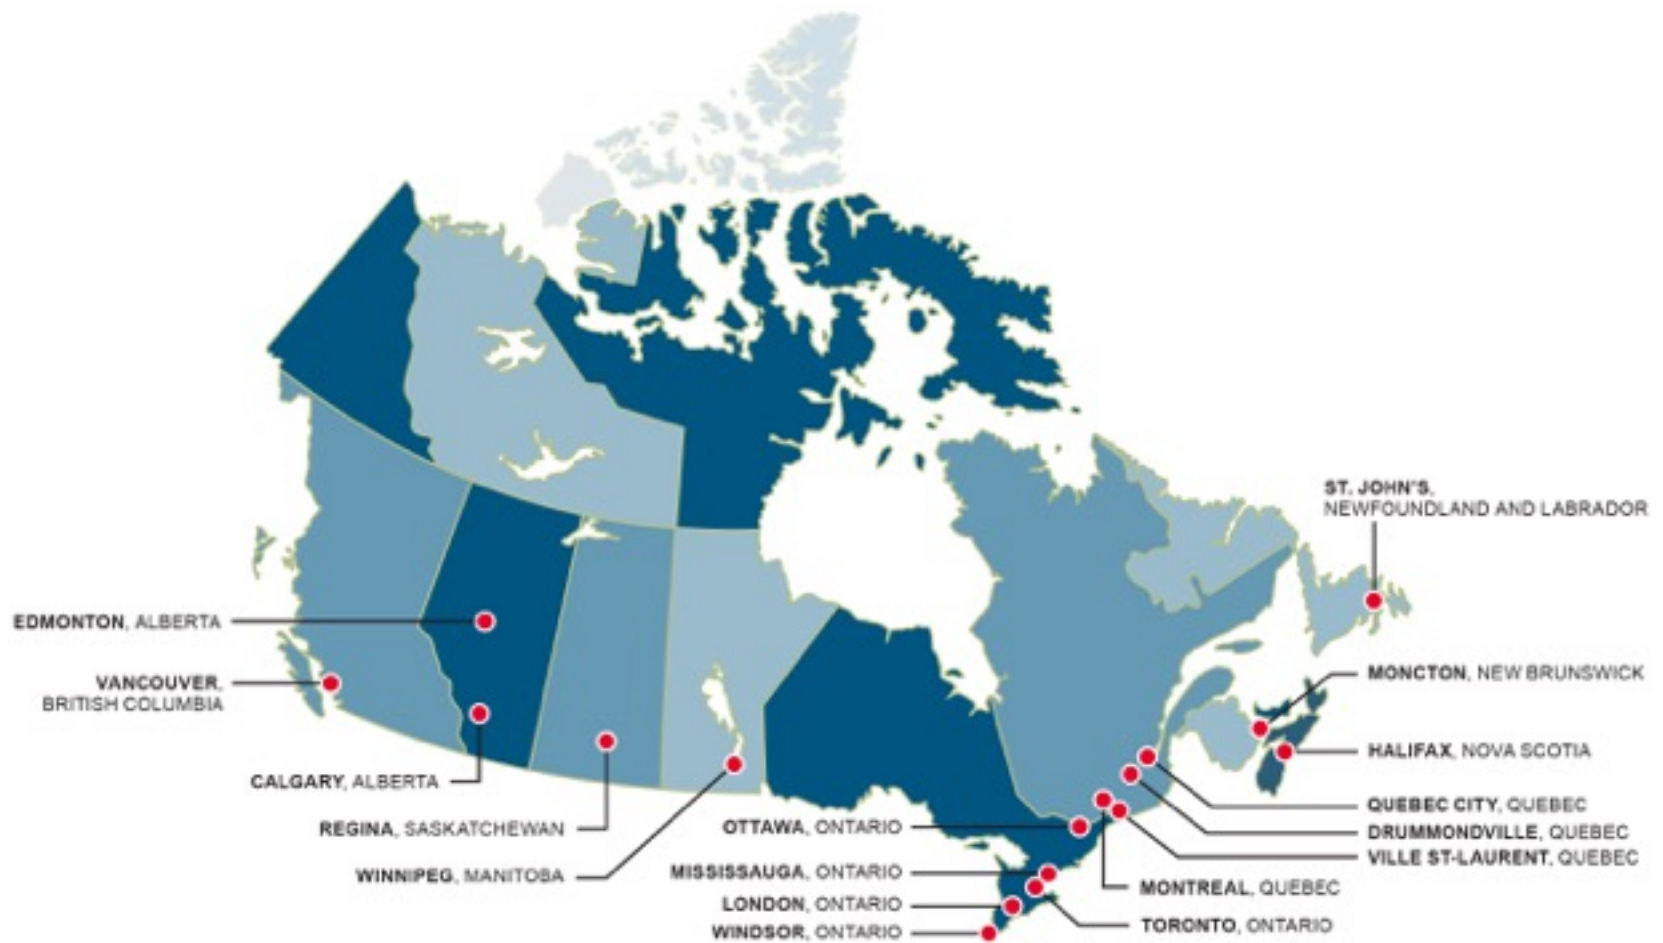 ST. JOHN'S,
NEWFOUNDLAND AND LABRADOR
EDMONTON, ALBERTA
VANCOUVER,
BRITISH COLUMBIA
MONCTON, NEW BRUNSWICK
HALIFAX, NOVA SCOTIA
CALGARY, ALBERTA
QUEBEC CITY, QUEBEC
REGINA, SASKATCHEWAN
OTTAWA, ONTARIO
DRUMMONDVILLE, QUEBEC
VILLE ST-LAURENT, QUEBEC
WINNIPEG, MANITOBA
MISSISSAUGA, ONTARIO
MONTREAL, QUEBEC
LONDON, ONTARIO
TORONTO, ONTARIO
WINDSOR, ONTARIO